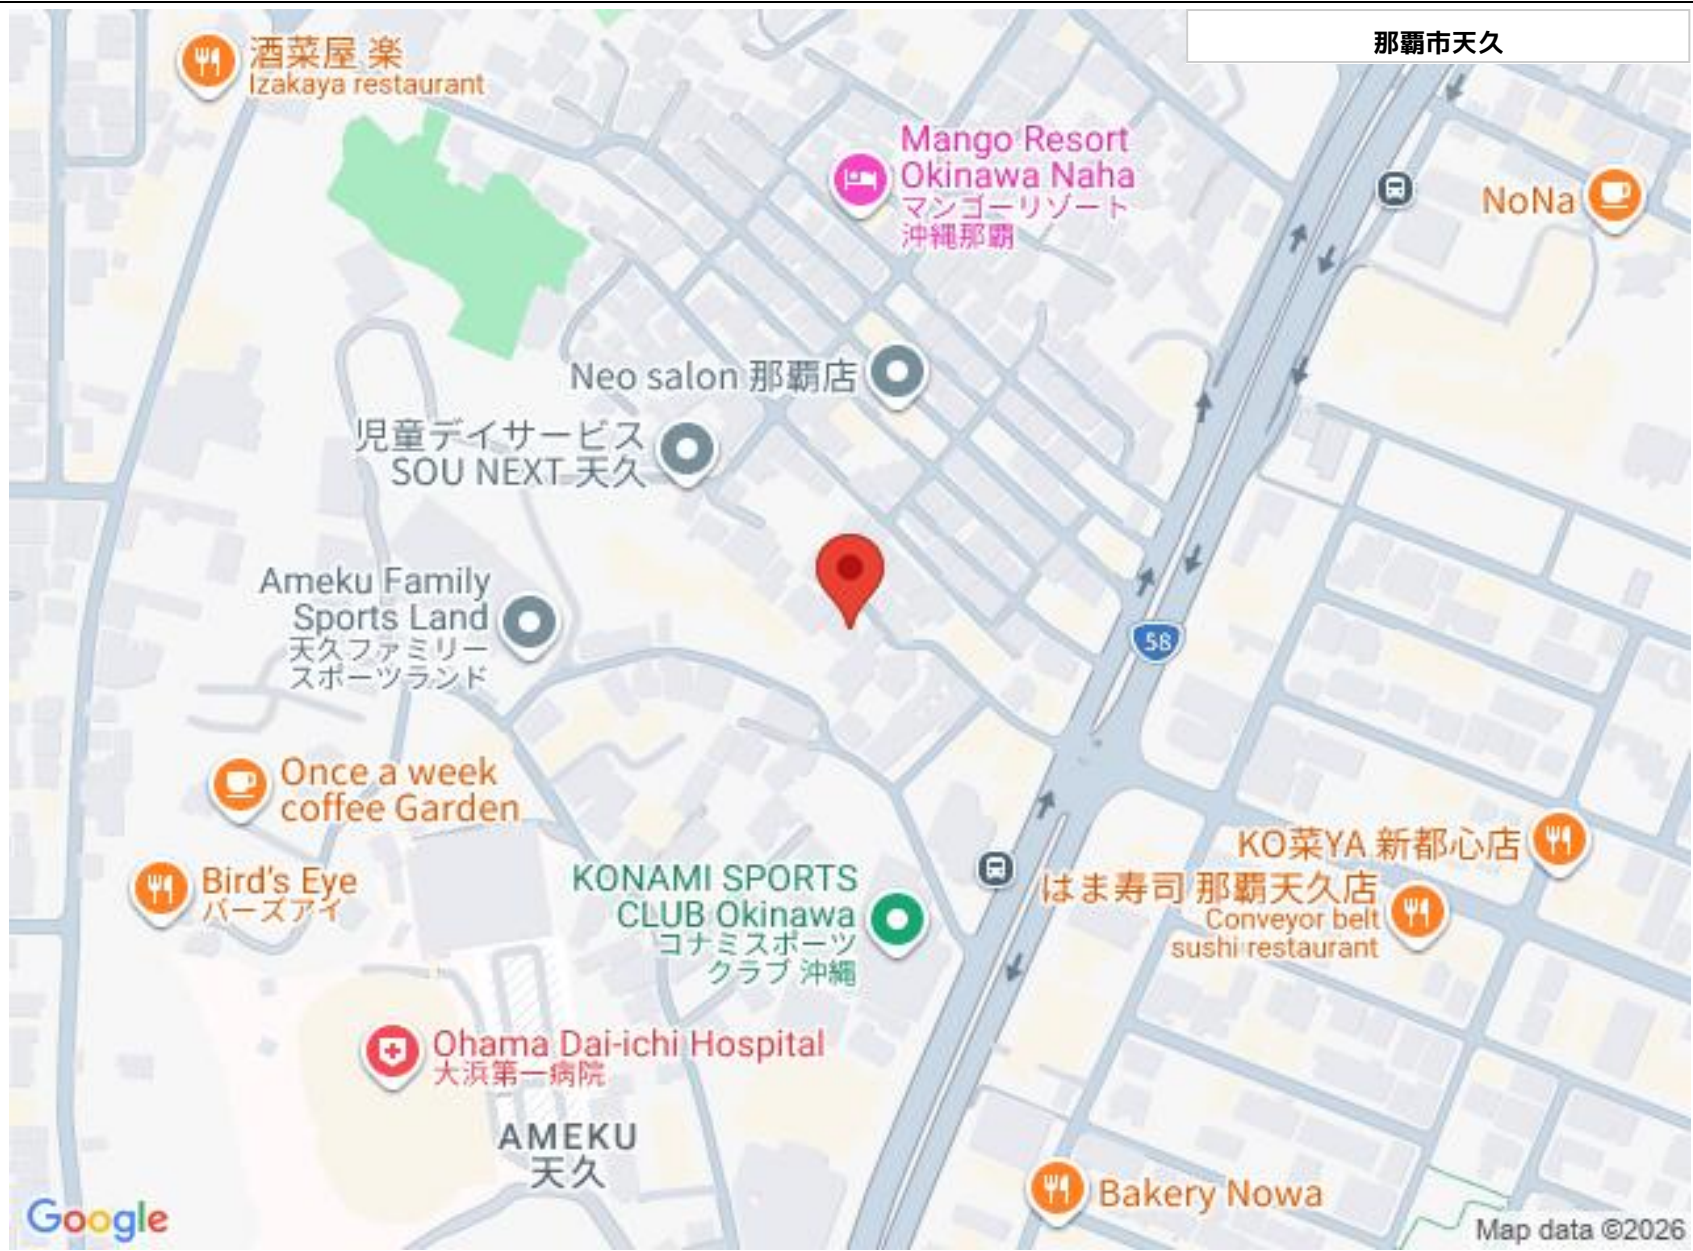 那覇市天久
酒菜屋 楽
Izakaya restaurant
Mango Resort
Okinawa Naha
マンゴーリゾート
沖縄那覇
NoNa
Neo salon 那覇店
児童デイサービス
SOU NEXT 天久
Ameku Family
Sports Land
天久ファミリー
スポーツランド
58
Once a week
coffee Garden
KO菜YA 新都心店
Bird's Eye
バーズアイ
KONAMI SPORTS
CLUB Okinawa
コナミスポーツ
クラブ 沖縄
はま寿司 那覇天久店
Conveyor belt
sushi restaurant
Ohama Dai-ichi Hospital
大浜第一病院
AMEKU
天久
Bakery Nowa
Google
Map data ©2026